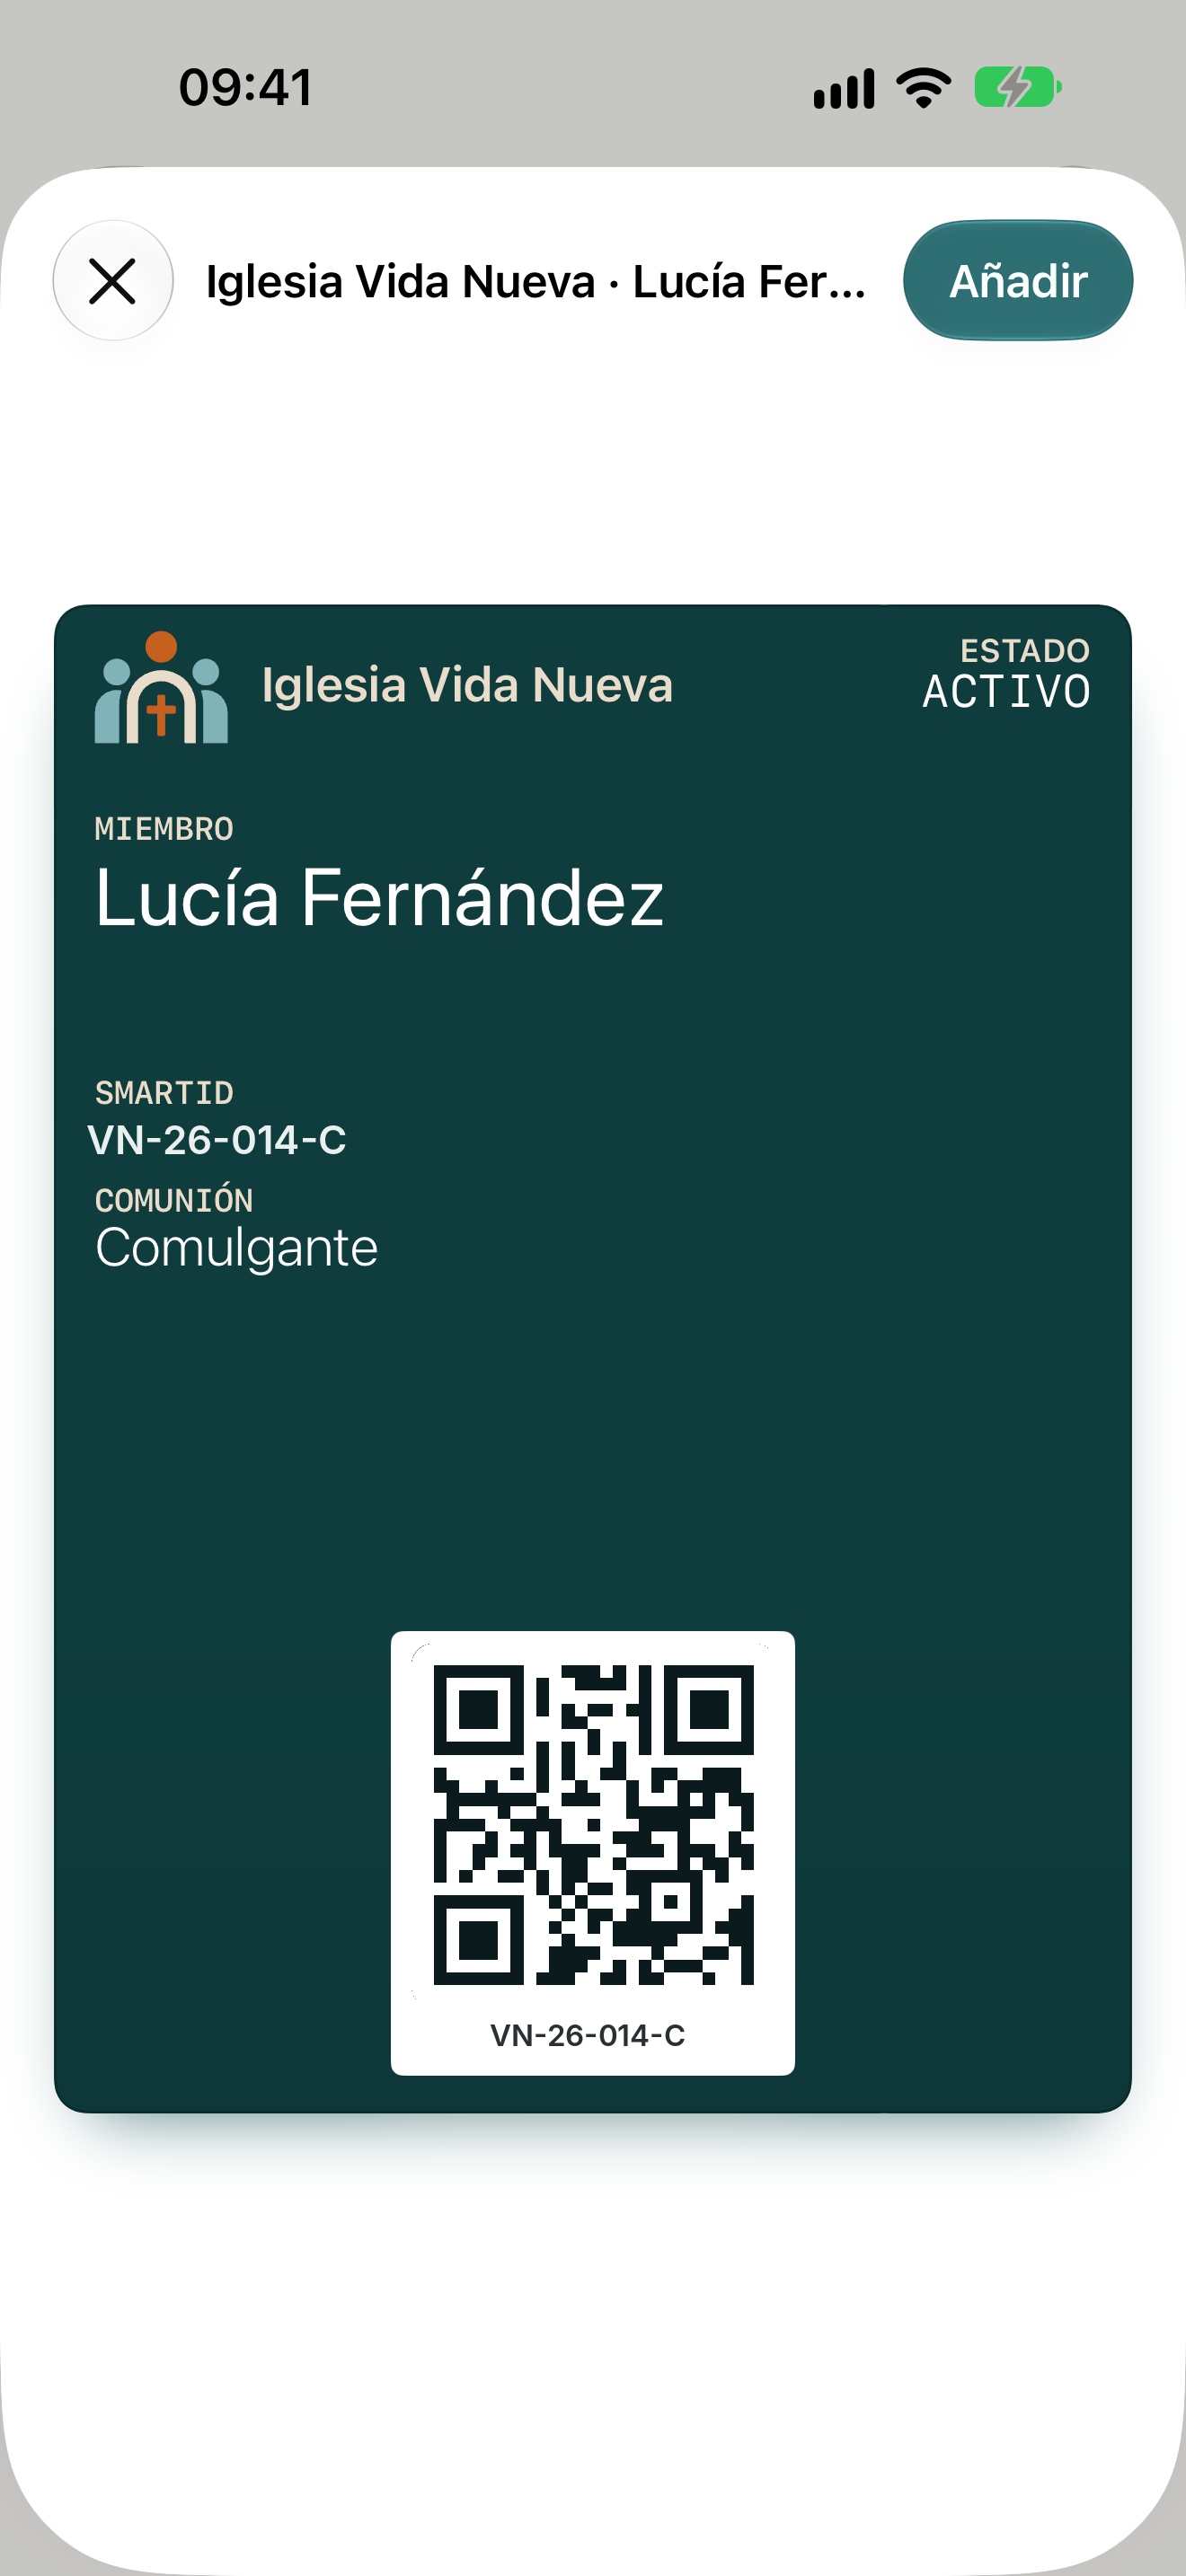 09:41
Iglesia Vida Nueva · Lucía Fer...
Añadir
Iglesia Vida Nueva
ESTADO
ACTIVO
MIEMBRO
Lucía Fernández
SMARTID
VN-26-014-C
COMUNIÓN
Comulgante
VN-26-014-C